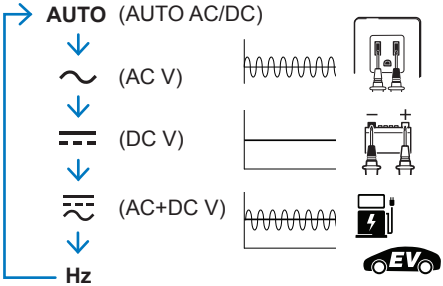 AUTO (AUTO AC/DC)
(AC V)
(DC V)
− +
(AC+DC V)
EV
Hz